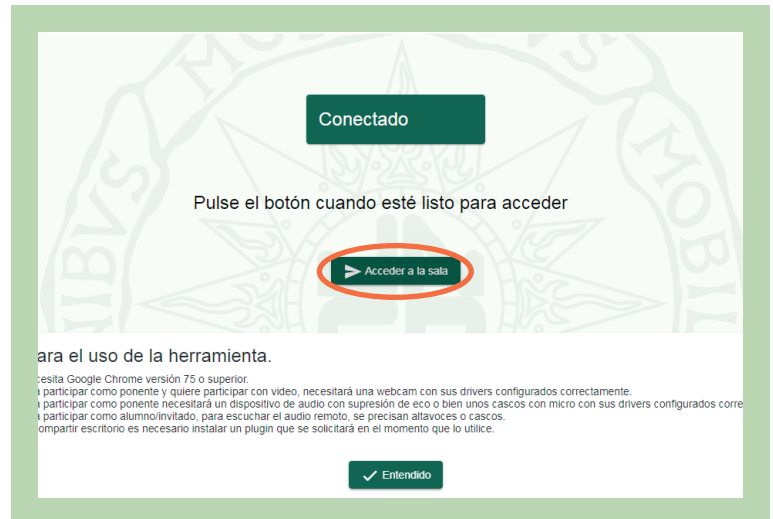 Conectado
Pulse el botón cuando esté listo para acceder
Acceder a la sala
ara el uso de la herramienta.
cesita Google Chrome versión 75 o superior.
a participar como ponente y quiere participar con video, necesitará una webcam con sus drivers configurados correctamente.
a participar como ponente necesitará un dispositivo de audio con supresión de eco o bien unos cascos con micro con sus drivers configurados corre
a participar como alumno/invitado, para escuchar el audio remoto, se precisan altavoces o cascos.
compartir escritorio es necesario instalar un plugin que se solicitará en el momento que lo utilice.
Entendido